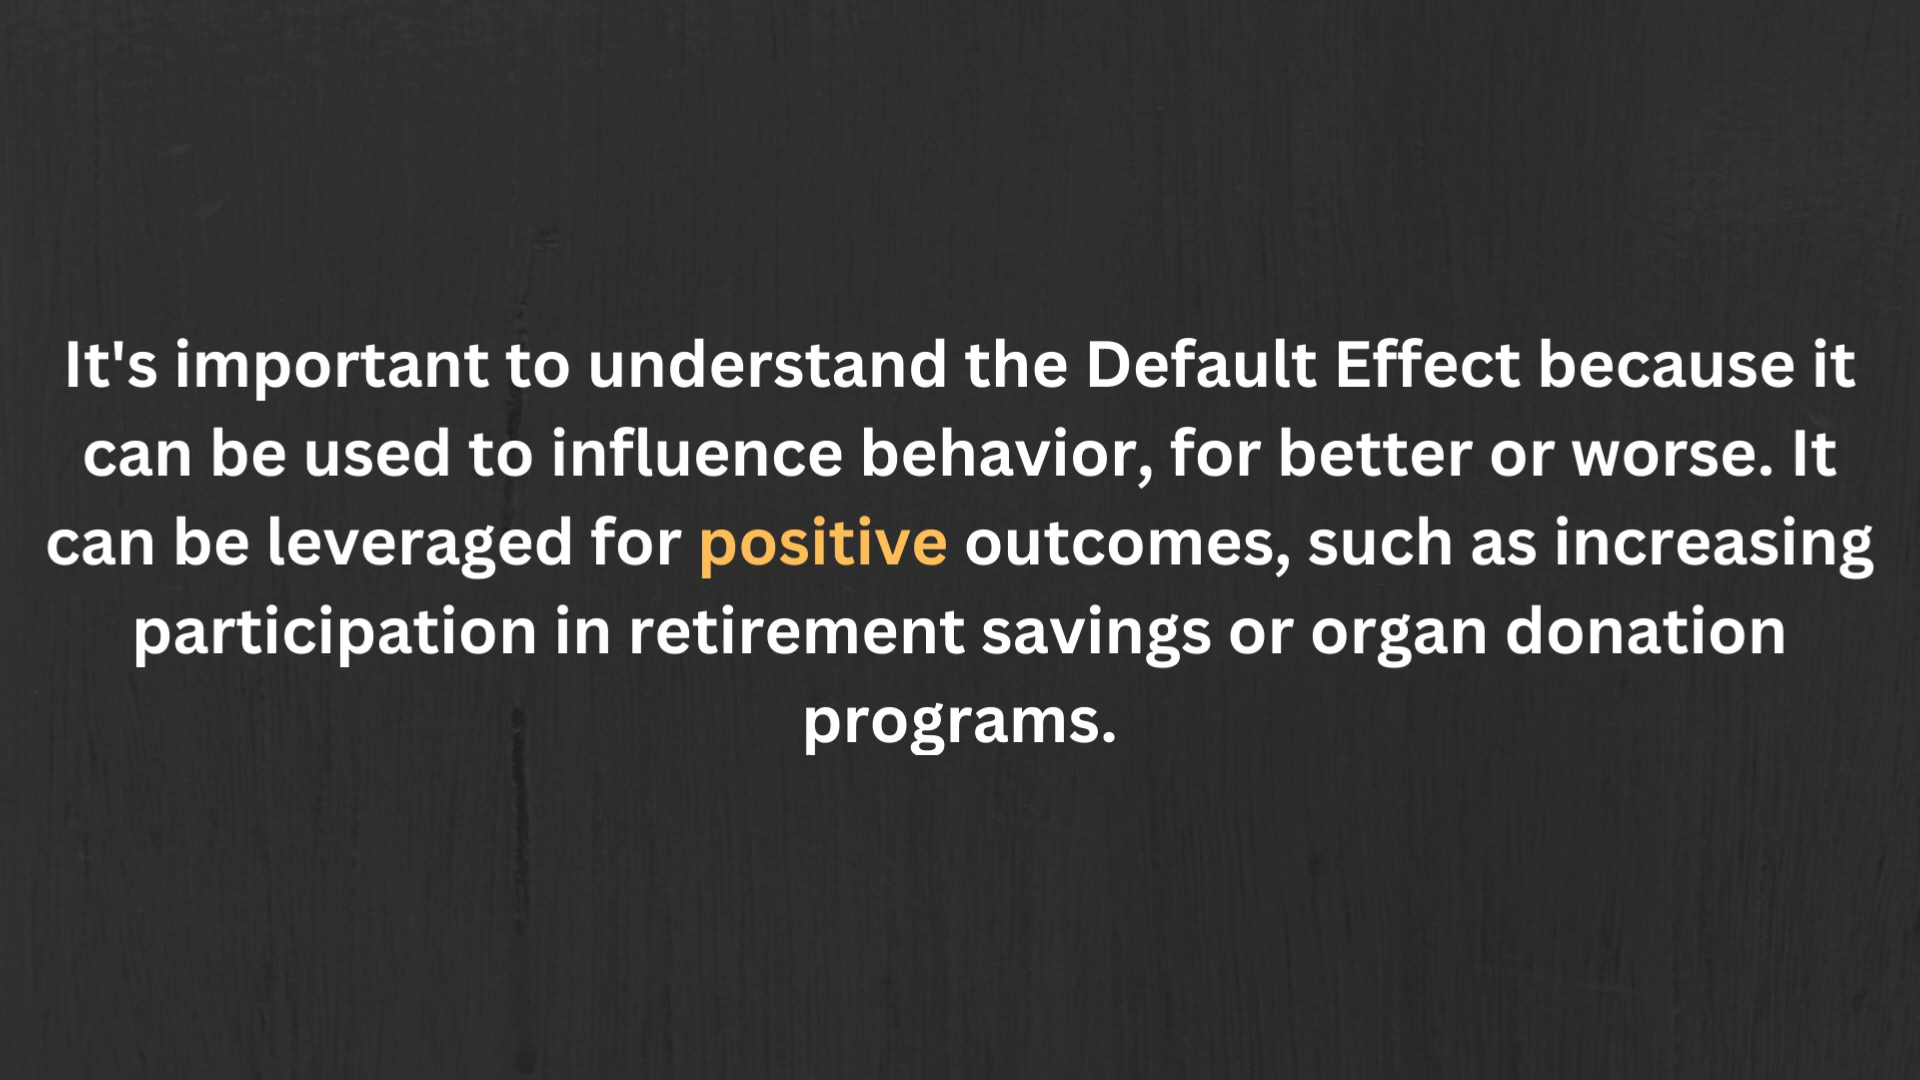 It's important to understand the Default Effect because it
can be used to influence behavior, for better or worse. It
can be leveraged for positive outcomes, such as increasing
participation in retirement savings or organ donation
programs.